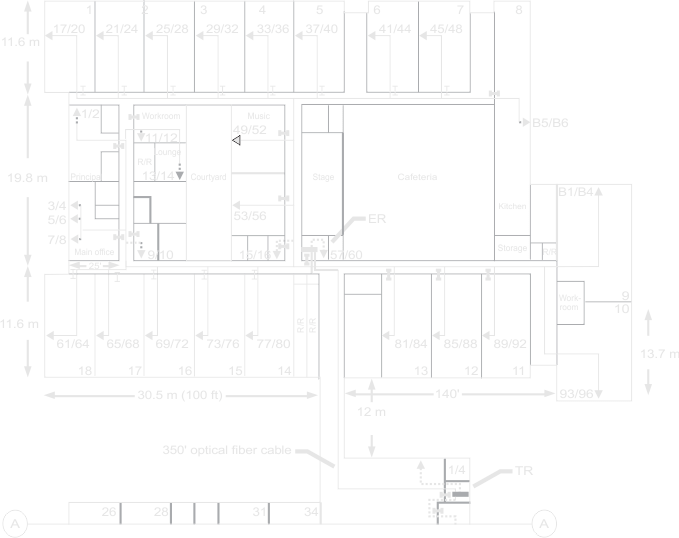 1 2 3 4 5 6 7 8
17/20 21/24 25/28 29/32 33/36 37/40 41/44 45/48
11.6 m
1/2 Workroom Music
B5/B6
49/52
11/12
R/R Lounge
13/14
19.8 m
Principal Courtyard Stage Cafeteria
B1/B4
3/4
Kitchen
5/6 53/56
ER
7/8
Main office 9/10 15/16 57/60
Storage R/R
25
Work-
room
9
10
11.6 m
R/R R/R
61/64 65/68 69/72 73/76 77/80 81/84 85/88 89/92
13,7 m
18 17 16 15 14 13 12 11
30.5 m (100 ft) 140' 93/96
12 m
350' optical fiber cable
1/4 TR
26 28 31 34
A A